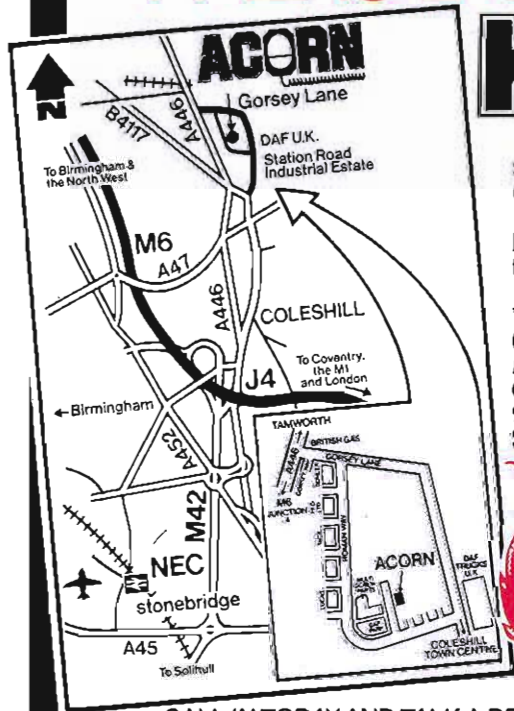 ACORN
N
Gorsey Lane
B4117
A446
DAF U.K.
Station Road
Industrial Estate
To Birmingham &
the North West
M6
A47
A446
COLESHILL
J4
To Coventry,
the M1
and London
←Birmingham
A452
M42
NEC
stonebridge
A45
To Solihull
TAMWORTH
BRITISH GAS
A446
GORSEY LANE
M6
JUNCTION
4
ROMAN WAY
ACORN
DAF
TRUCKS
U.K.
COLESHILL
TOWN CENTRE